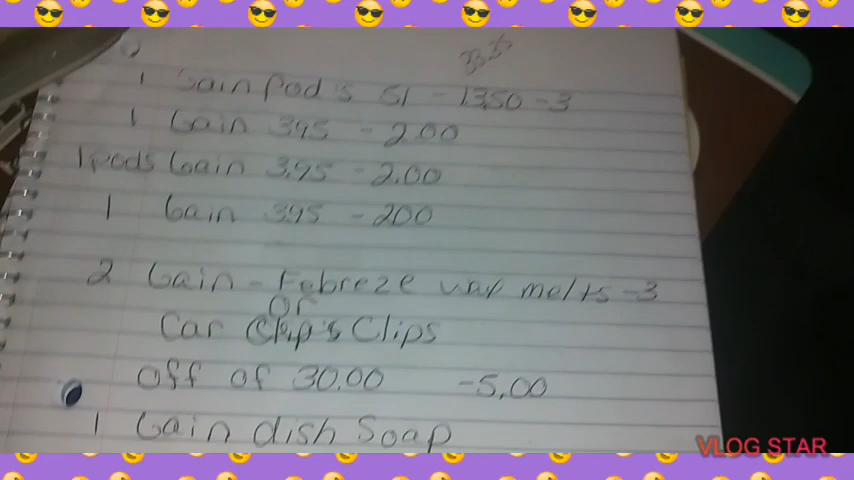 1 Gain Pod's 51 - 13.50 - 3
1 Gain 3.95 - 2.00
1 pods Gain 3.95 - 2.00
1 Gain 3.95 - 200
2 Gain - Febreze wax melts - 3
or
Car Clip's Clips
off of 30.00 -5.00
1 Gain dish Soap
VLOG STAR